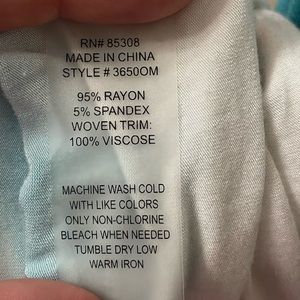 RN# 85308
MADE IN CHINA
STYLE # 3650OM
95% RAYON
5% SPANDEX
WOVEN TRIM:
100% VISCOSE
MACHINE WASH COLD
WITH LIKE COLORS
ONLY NON-CHLORINE
BLEACH WHEN NEEDED
TUMBLE DRY LOW
WARM IRON